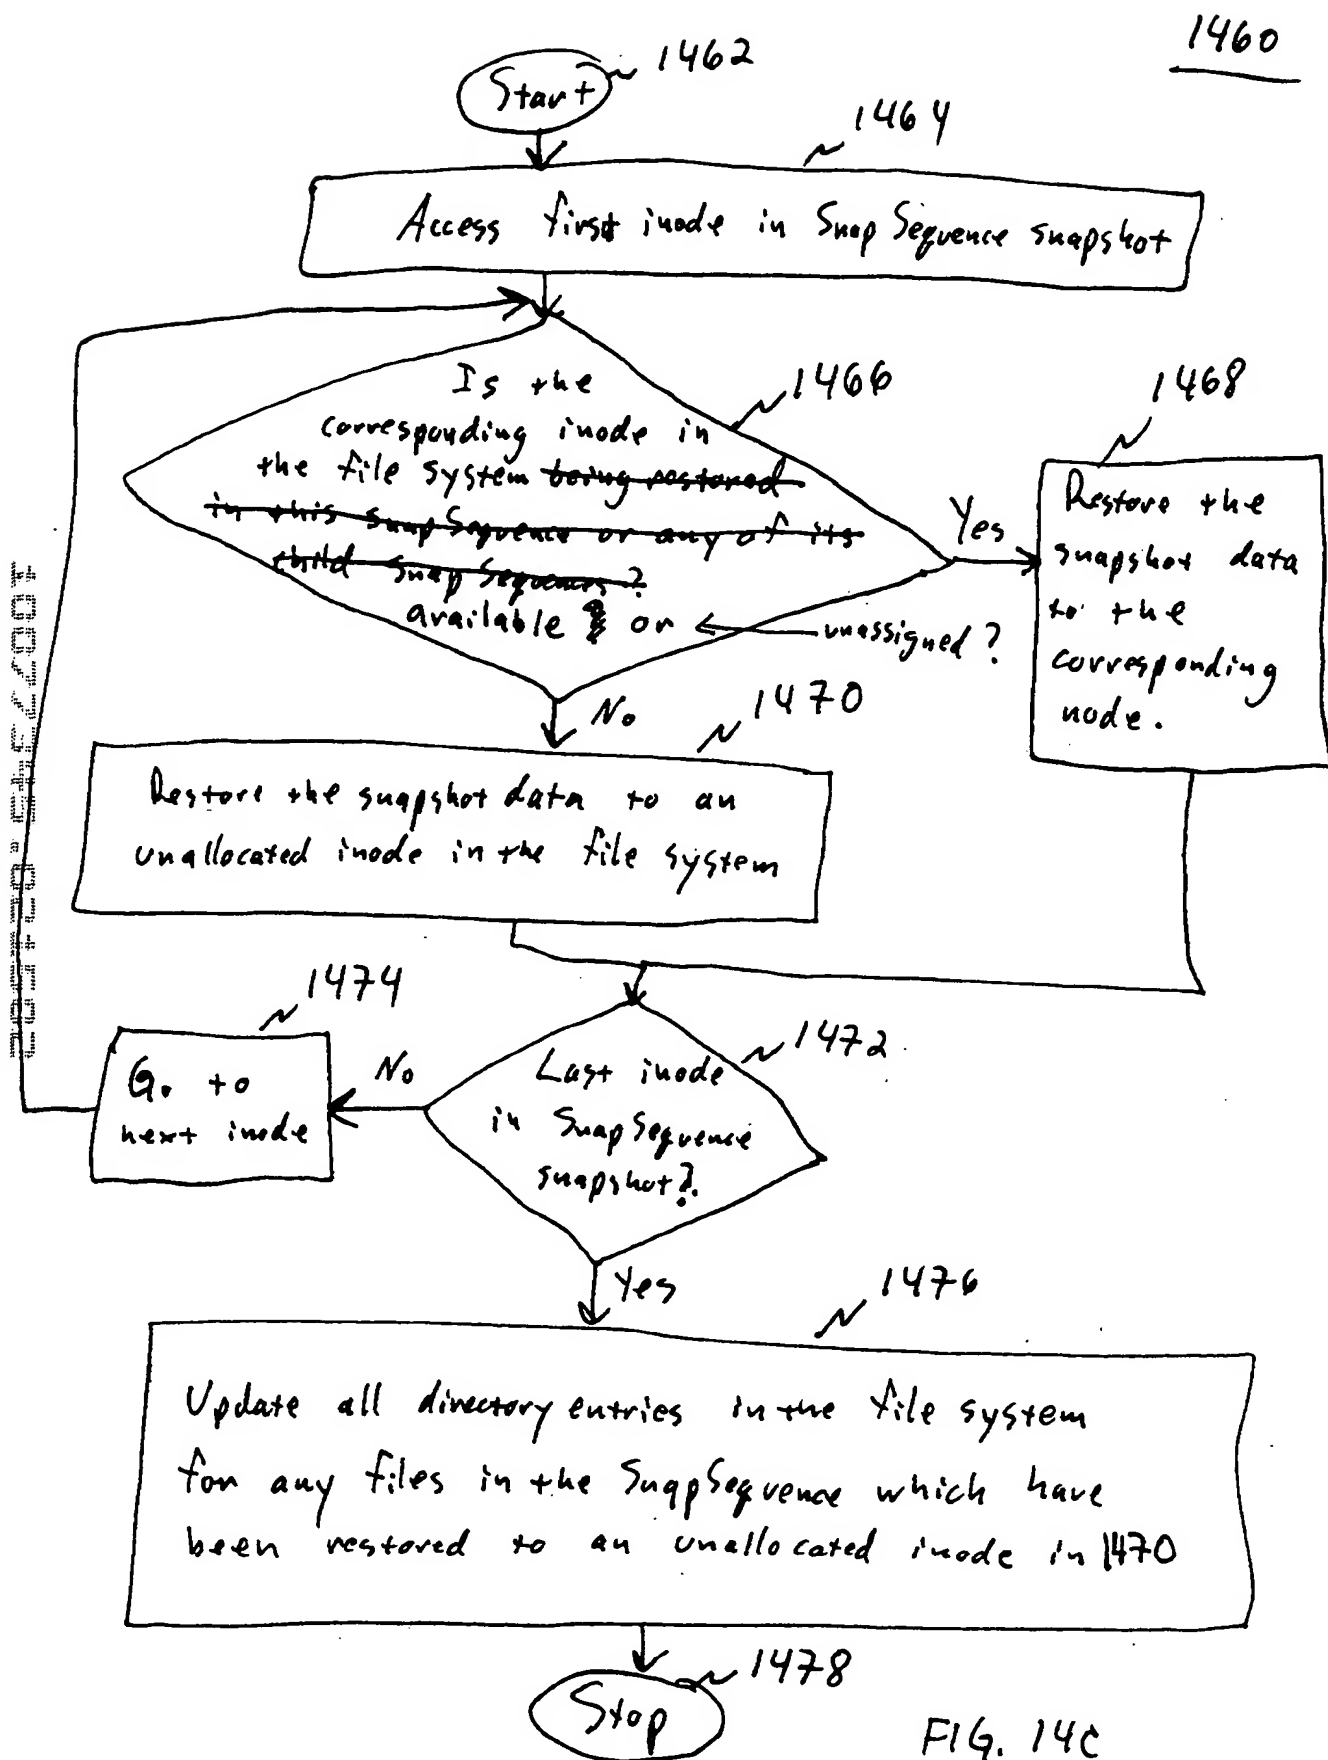 1460
1462
Start
1464
Access first inode in SnapSequence snapshot
1466
Is the
corresponding inode in
the file system being restored
in this SnapSequence or any of its
child SnapSequences?
available or
unassigned?
Yes
1468
Restore the
snapshot data
to the
corresponding
node.
No
1470
Restore the snapshot data to an
unallocated inode in the file system
1474
Go to
next inode
No
1472
Last inode
in SnapSequence
snapshot?
Yes
1476
Update all directory entries in the file system
for any files in the SnapSequence which have
been restored to an unallocated inode in 1470
1478
Stop
FIG. 14c